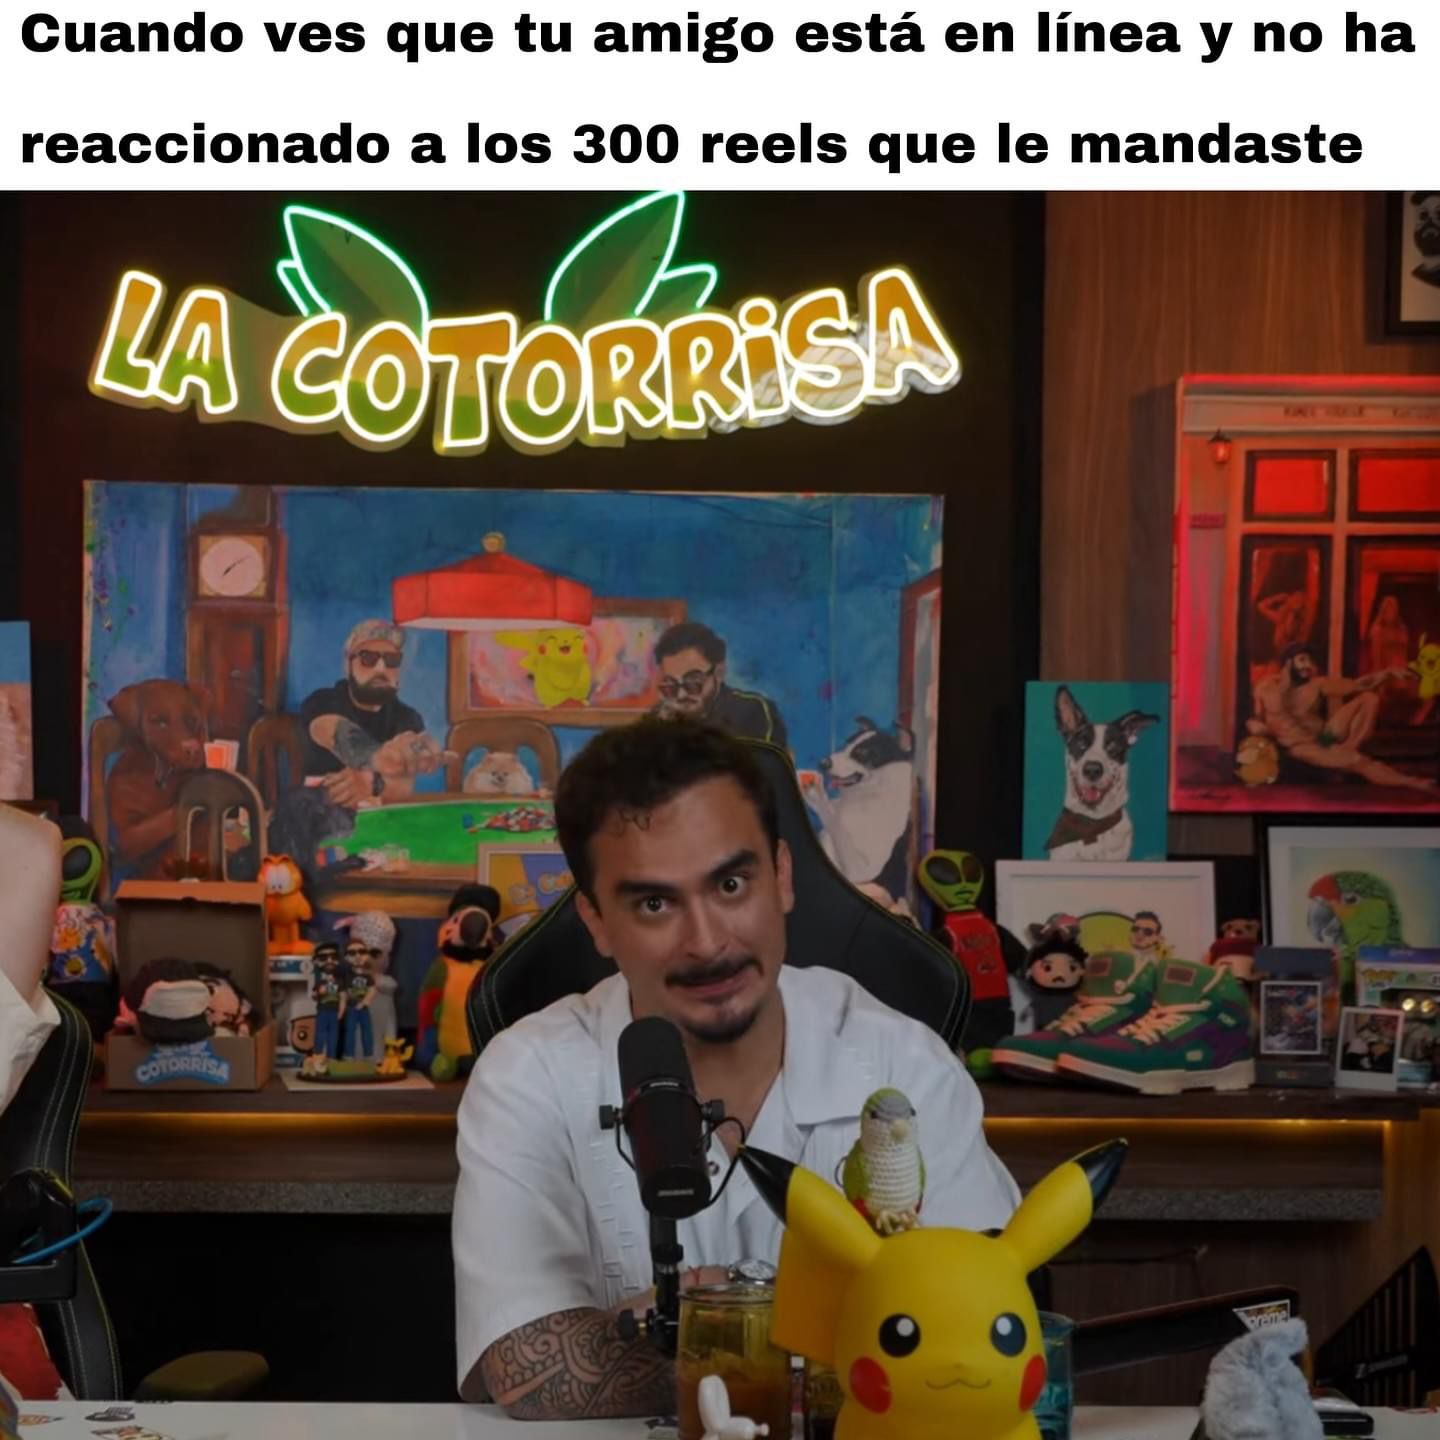 Cuando ves que tu amigo está en línea y no ha
reaccionado a los 300 reels que le mandaste
LA COTORRiSA
COTORRISA